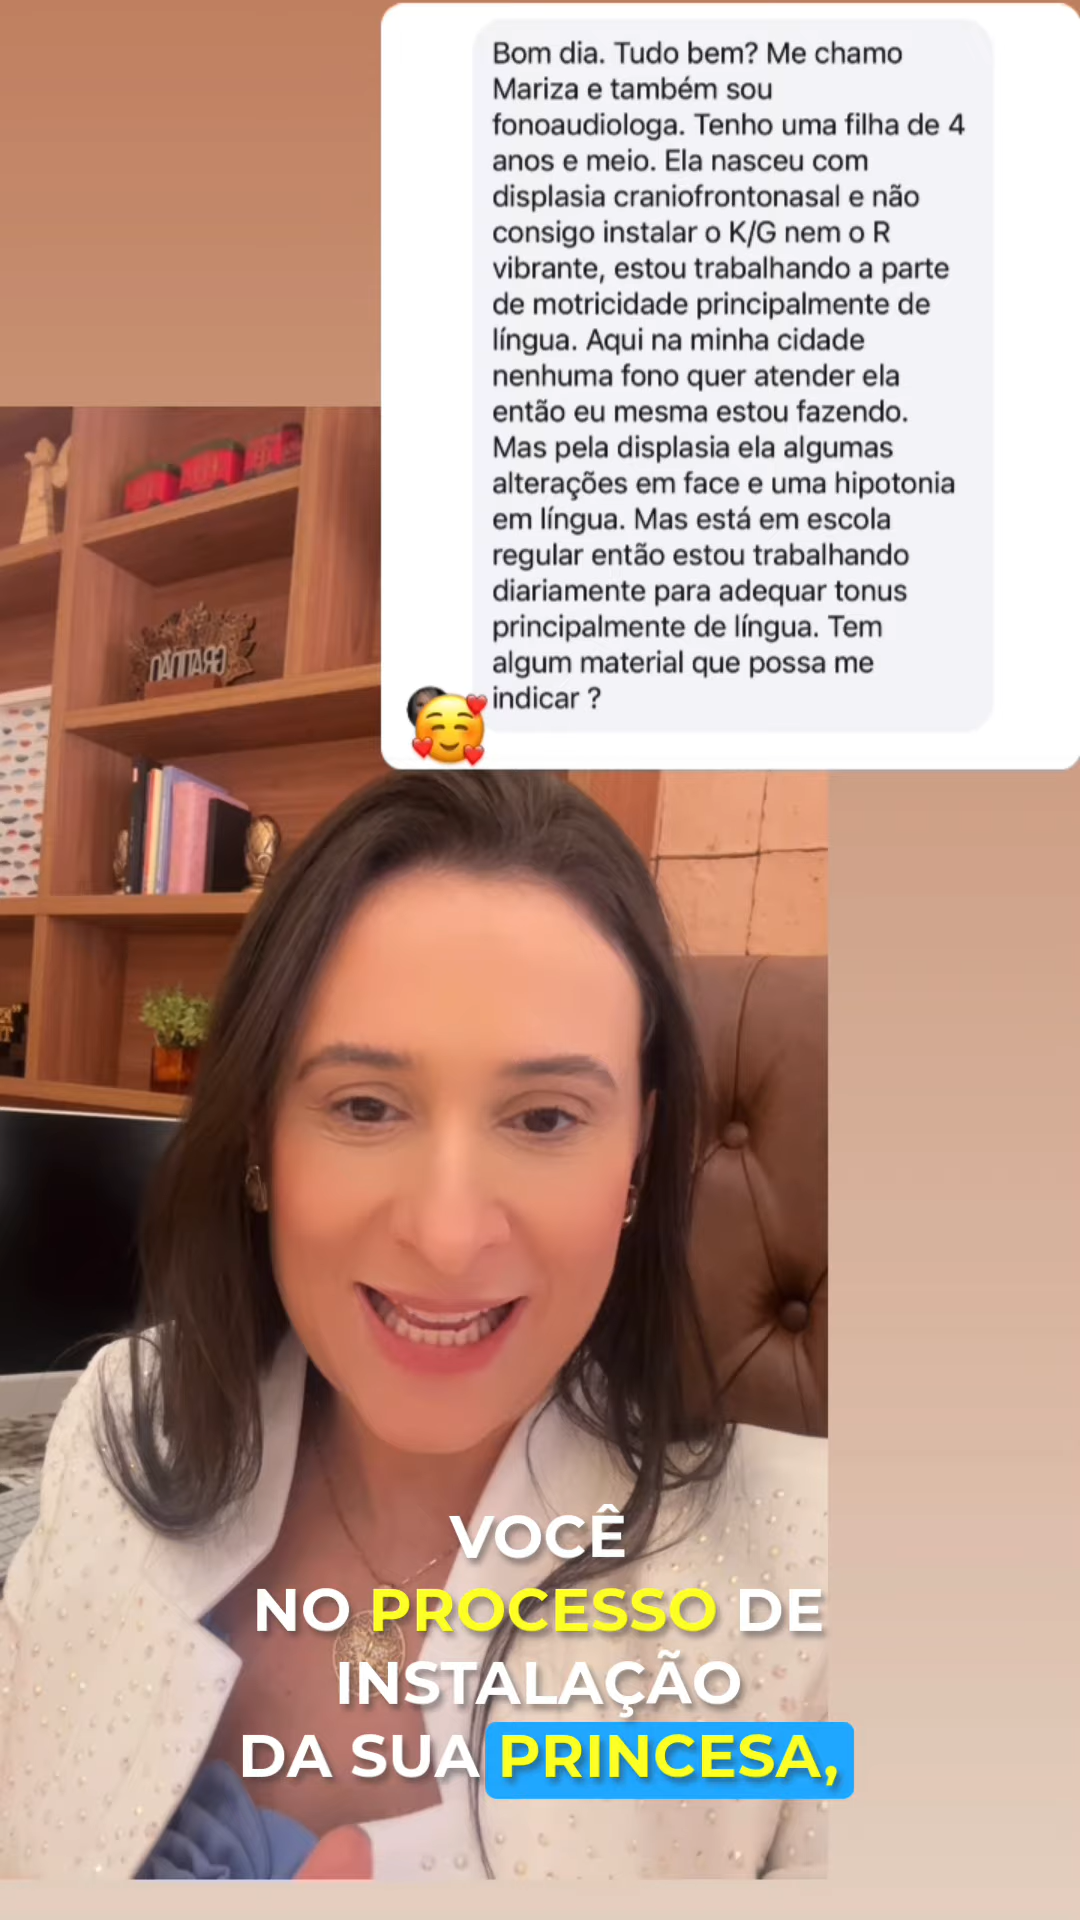 Bom dia. Tudo bem? Me chamo
Mariza e também sou
fonoaudiologa. Tenho uma filha de 4
anos e meio. Ela nasceu com
displasia craniofrontonasal e não
consigo instalar o K/G nem o R
vibrante, estou trabalhando a parte
de motricidade principalmente de
língua. Aqui na minha cidade
nenhuma fono quer atender ela
então eu mesma estou fazendo.
Mas pela displasia ela algumas
alterações em face e uma hipotonia
em língua. Mas está em escola
regular então estou trabalhando
diariamente para adequar tonus
principalmente de língua. Tem
algum material que possa me
indicar ?
GRATIDÃO
VOCÊ
NO PROCESSO DE
INSTALAÇÃO
DA SUA PRINCESA,